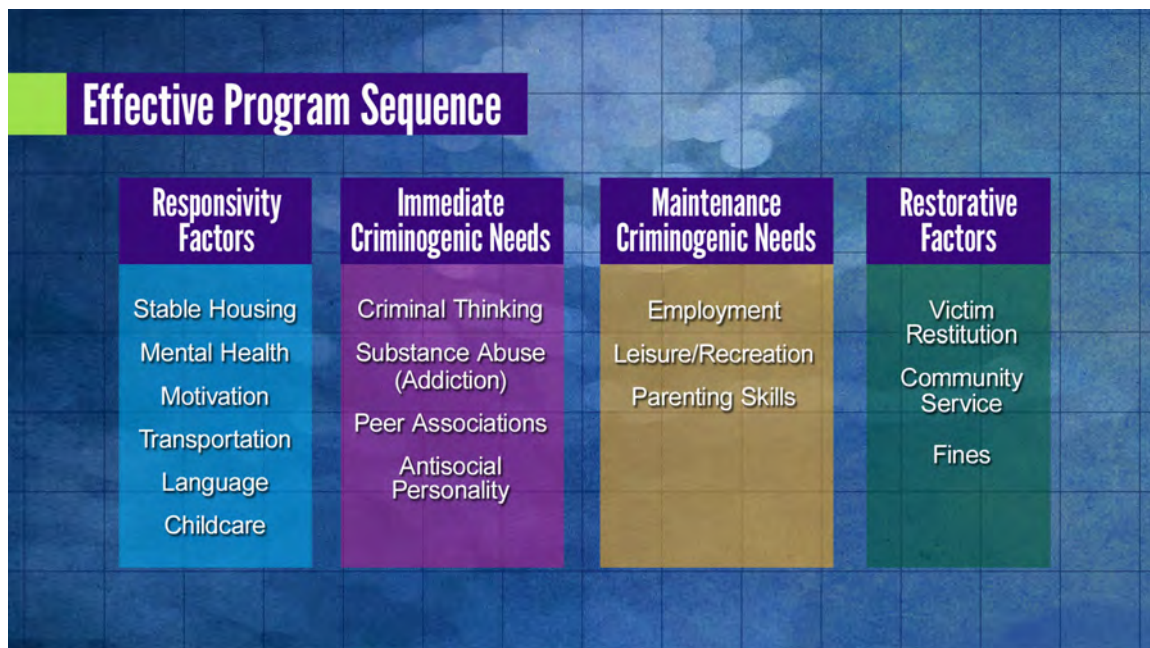 Effective Program Sequence
Responsivity
Factors
Stable Housing
Mental Health
Motivation
Transportation
Language
Childcare
Immediate
Criminogenic Needs
Criminal Thinking
Substance Abuse
(Addiction)
Peer Associations
Antisocial
Personality
Maintenance
Criminogenic Needs
Employment
Leisure/Recreation
Parenting Skills
Restorative
Factors
Victim
Restitution
Community
Service
Fines